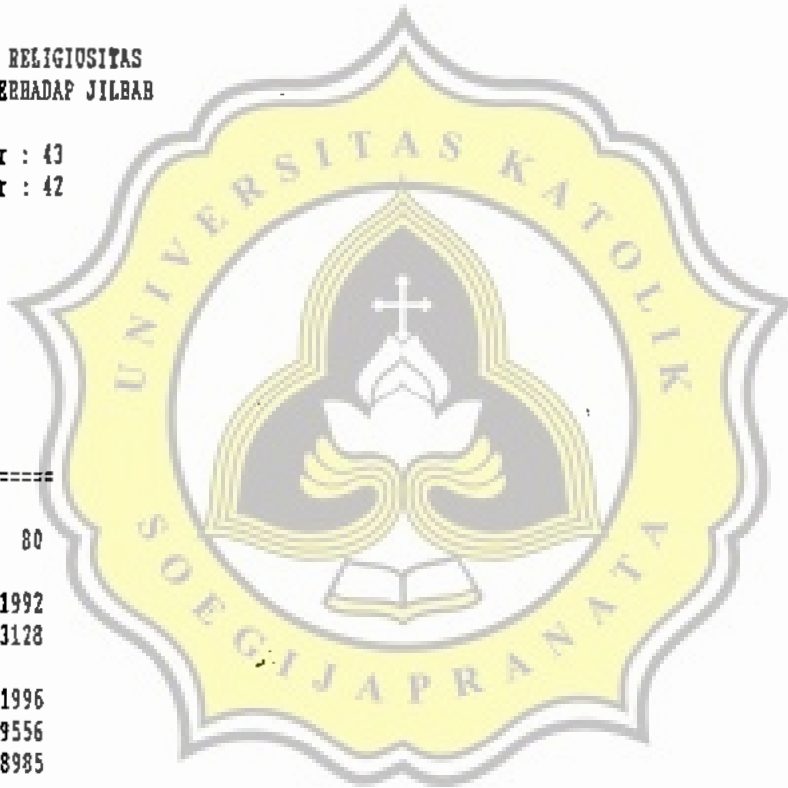 RELIGIUSITAS
ERHADAP JILBAB
r : 43
r : 42
=====
80
1992
3128
1996
9556
8985
UNIVERSITAS KATOLIK
SOEGIJAPRANATA